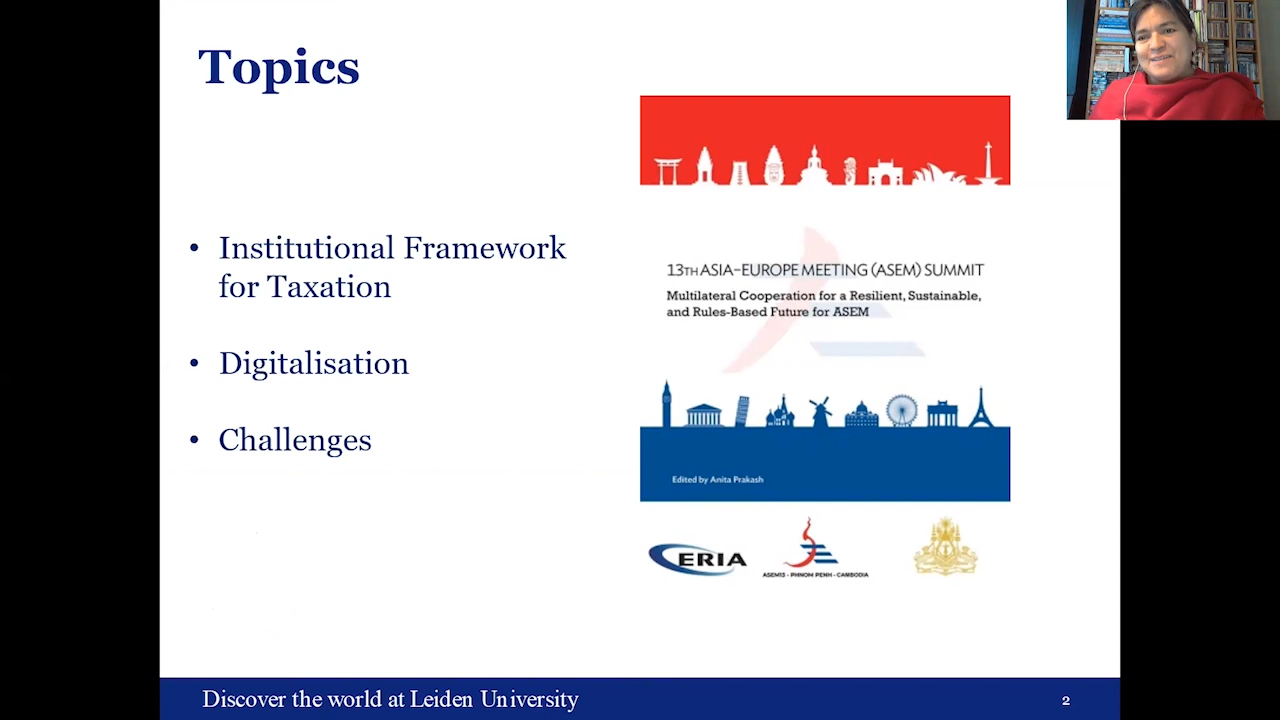 Topics
• Institutional Framework
for Taxation
• Digitalisation
• Challenges
13TH ASIA–EUROPE MEETING (ASEM) SUMMIT
Multilateral Cooperation for a Resilient, Sustainable,
and Rules-Based Future for ASEM
Edited by Anita Prakash
ERIA
ASEM13 - PHNOM PENH - CAMBODIA
Discover the world at Leiden University
2